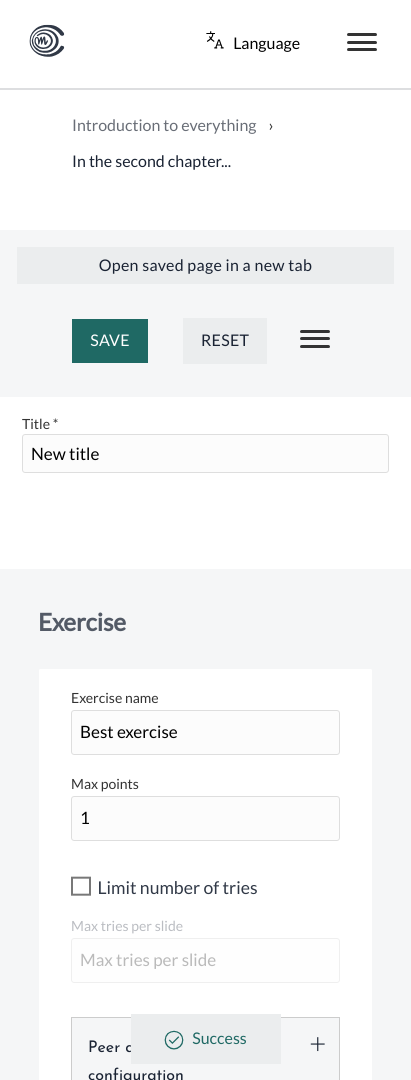 Language
Introduction to everything ›
In the second chapter...
Open saved page in a new tab
SAVE
RESET
Title *
New title
Exercise
Exercise name
Best exercise
Max points
1
Limit number of tries
Max tries per slide
Max tries per slide
Peer
Success
configuration